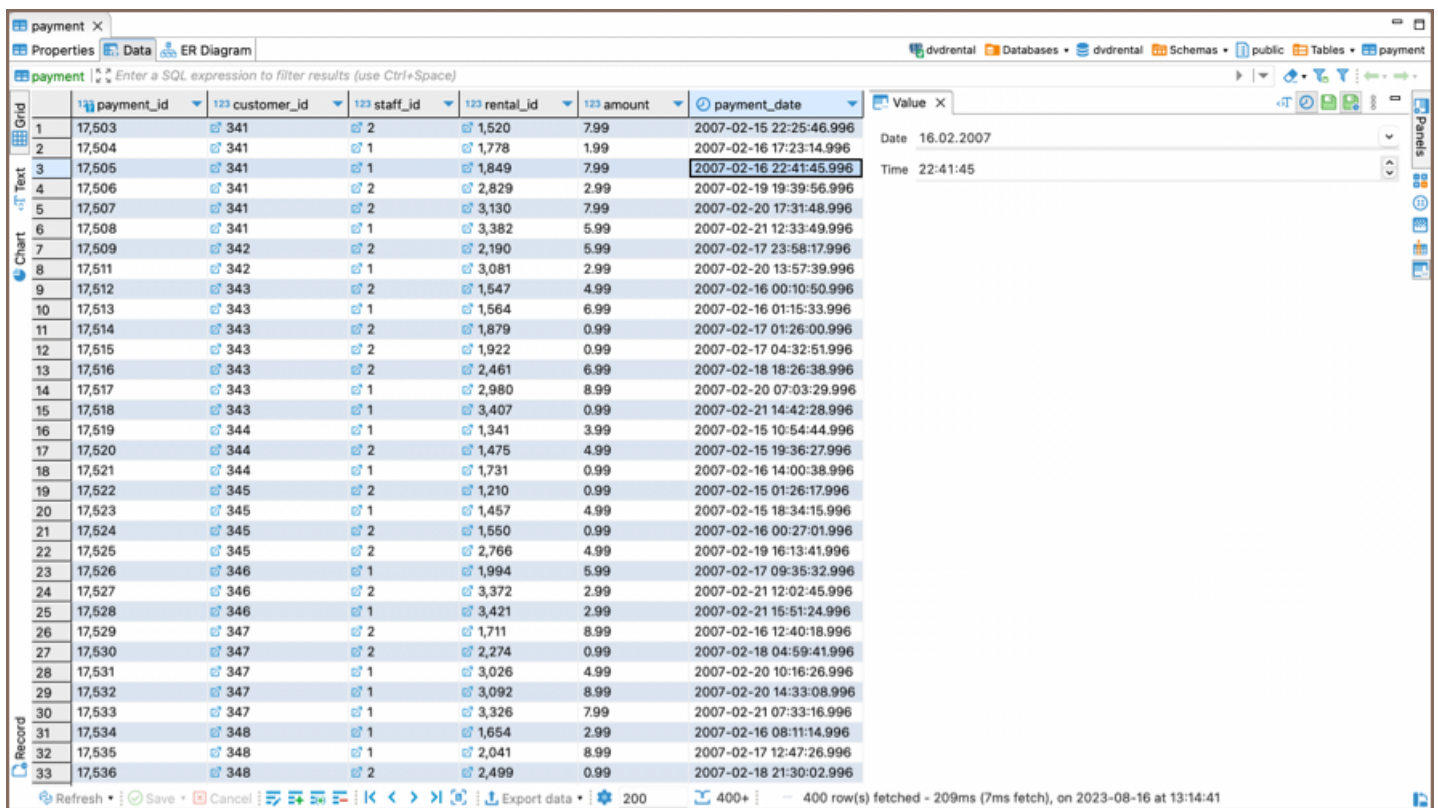 payment
Properties Data ER Diagram dvdrental Databases dvdrental Schemas public Tables payment
payment Enter a SQL expression to filter results (use Ctrl+Space)
Grid Text Chart Record
123 payment_id 123 customer_id 123 staff_id 123 rental_id 123 amount payment_date
1 17,503 341 2 1,520 7.99 2007-02-15 22:25:46.996
2 17,504 341 1 1,778 1.99 2007-02-16 17:23:14.996
3 17,505 341 1 1,849 7.99 2007-02-16 22:41:45.996
4 17,506 341 2 2,829 2.99 2007-02-19 19:39:56.996
5 17,507 341 2 3,130 7.99 2007-02-20 17:31:48.996
6 17,508 341 1 3,382 5.99 2007-02-21 12:33:49.996
7 17,509 342 2 2,190 5.99 2007-02-17 23:58:17.996
8 17,511 342 1 3,081 2.99 2007-02-20 13:57:39.996
9 17,512 343 2 1,547 4.99 2007-02-16 00:10:50.996
10 17,513 343 1 1,564 6.99 2007-02-16 01:15:33.996
11 17,514 343 2 1,879 0.99 2007-02-17 01:26:00.996
12 17,515 343 2 1,922 0.99 2007-02-17 04:32:51.996
13 17,516 343 2 2,461 6.99 2007-02-18 18:26:38.996
14 17,517 343 1 2,980 8.99 2007-02-20 07:03:29.996
15 17,518 343 1 3,407 0.99 2007-02-21 14:42:28.996
16 17,519 344 1 1,341 3.99 2007-02-15 10:54:44.996
17 17,520 344 2 1,475 4.99 2007-02-15 19:36:27.996
18 17,521 344 1 1,731 0.99 2007-02-16 14:00:38.996
19 17,522 345 2 1,210 0.99 2007-02-15 01:26:17.996
20 17,523 345 1 1,457 4.99 2007-02-15 18:34:15.996
21 17,524 345 2 1,550 0.99 2007-02-16 00:27:01.996
22 17,525 345 2 2,766 4.99 2007-02-19 16:13:41.996
23 17,526 346 1 1,994 5.99 2007-02-17 09:35:32.996
24 17,527 346 2 3,372 2.99 2007-02-21 12:02:45.996
25 17,528 346 1 3,421 2.99 2007-02-21 15:51:24.996
26 17,529 347 2 1,711 8.99 2007-02-16 12:40:18.996
27 17,530 347 2 2,274 0.99 2007-02-18 04:59:41.996
28 17,531 347 1 3,026 4.99 2007-02-20 10:16:26.996
29 17,532 347 1 3,092 8.99 2007-02-20 14:33:08.996
30 17,533 347 1 3,326 7.99 2007-02-21 07:33:16.996
31 17,534 348 1 1,654 2.99 2007-02-16 08:11:14.996
32 17,535 348 1 2,041 8.99 2007-02-17 12:47:26.996
33 17,536 348 2 2,499 0.99 2007-02-18 21:30:02.996
Value
Date 16.02.2007
Time 22:41:45
Panels
Refresh Save Cancel Export data 200 400+ 400 row(s) fetched - 209ms (7ms fetch), on 2023-08-16 at 13:14:41